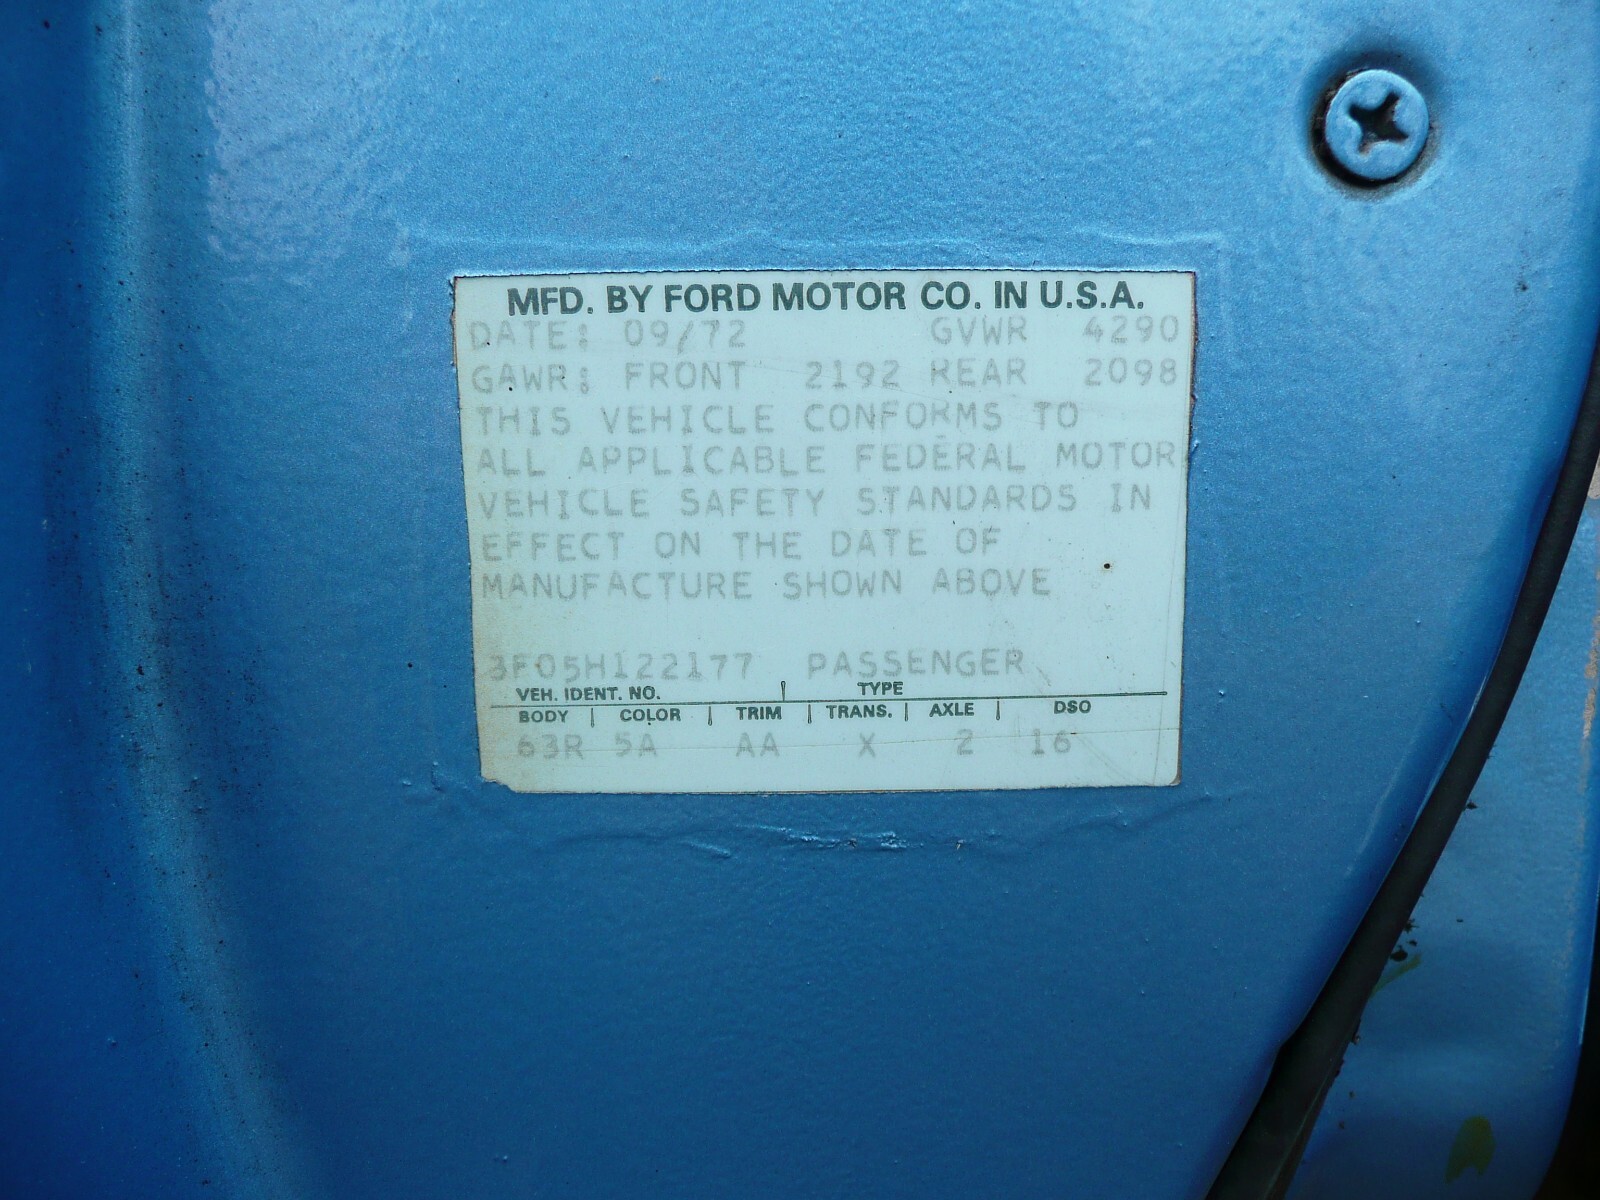 MFD. BY FORD MOTOR CO. IN U.S.A.
DATE: 09/72 GVWR 4290
GAWR: FRONT 2192 REAR 2098
THIS VEHICLE CONFORMS TO
ALL APPLICABLE FEDERAL MOTOR
VEHICLE SAFETY STANDARDS IN
EFFECT ON THE DATE OF
MANUFACTURE SHOWN ABOVE
3F05H122177 PASSENGER
VEH. IDENT. NO. | TYPE
BODY | COLOR | TRIM | TRANS. | AXLE | DSO
63R 5A AA X 2 16